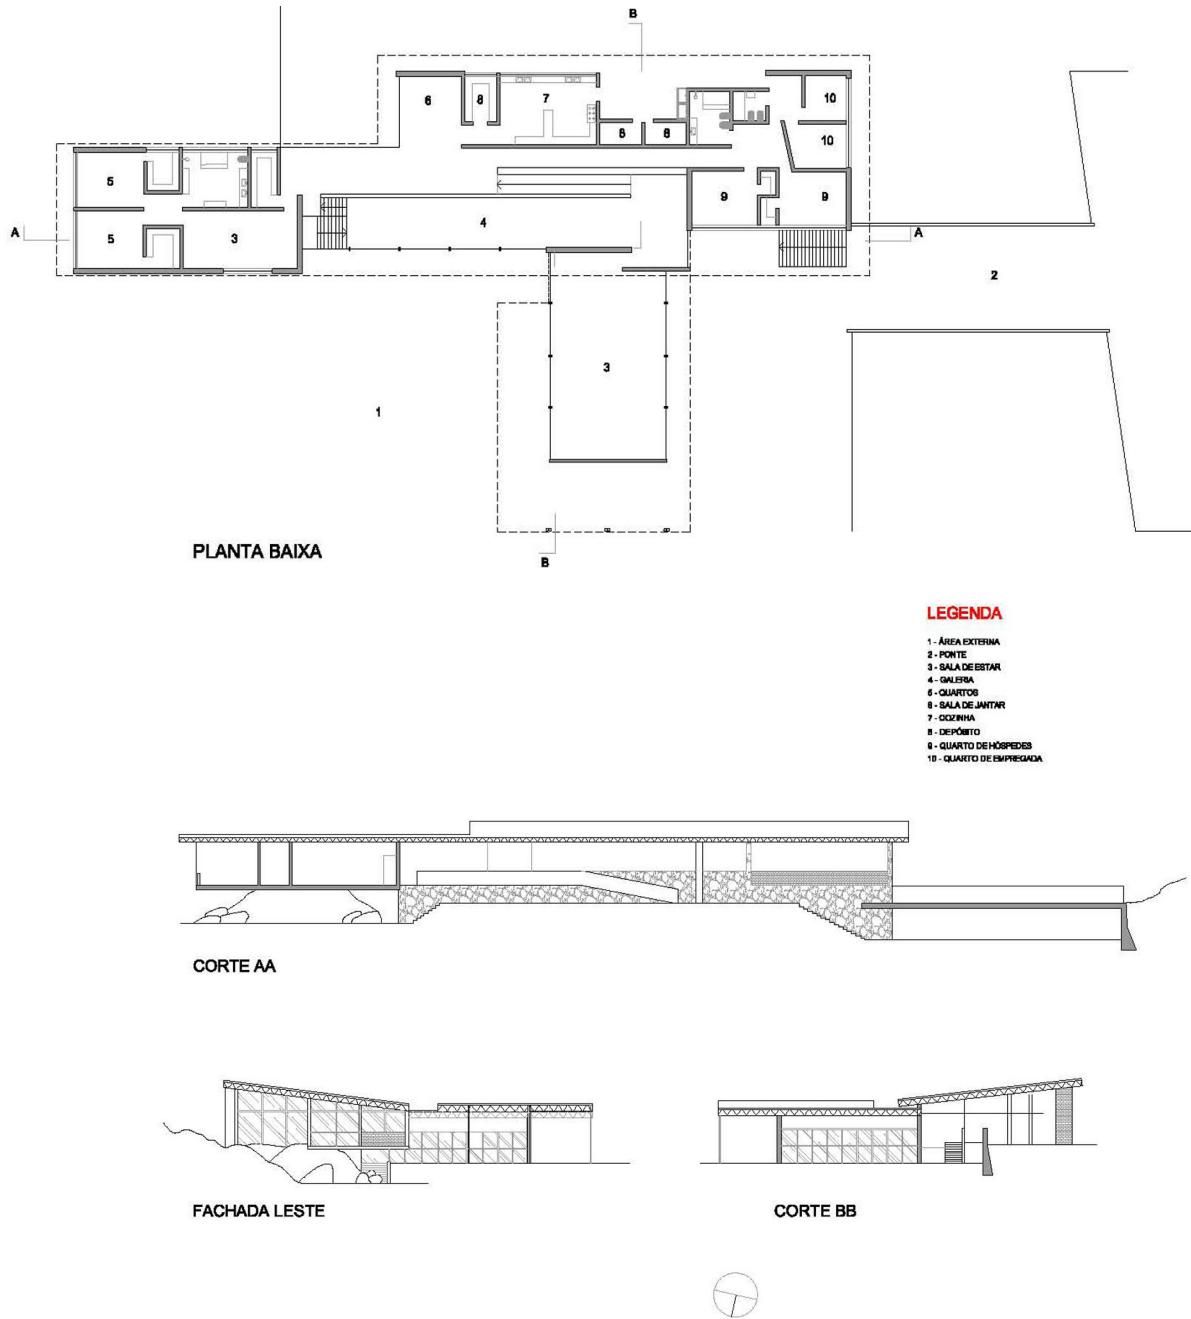 B
6
8
7
10
8
8
10
5
9
9
4
A
5
3
A
2
3
1
PLANTA BAIXA
B
LEGENDA
1 - ÁREA EXTERNA
2 - PONTE
3 - SALA DE ESTAR
4 - GALERIA
5 - QUARTOS
6 - SALA DE JANTAR
7 - COZINHA
8 - DEPÓSITO
9 - QUARTO DE HÓSPEDES
10 - QUARTO DE EMPREGADA
CORTE AA
FACHADA LESTE
CORTE BB